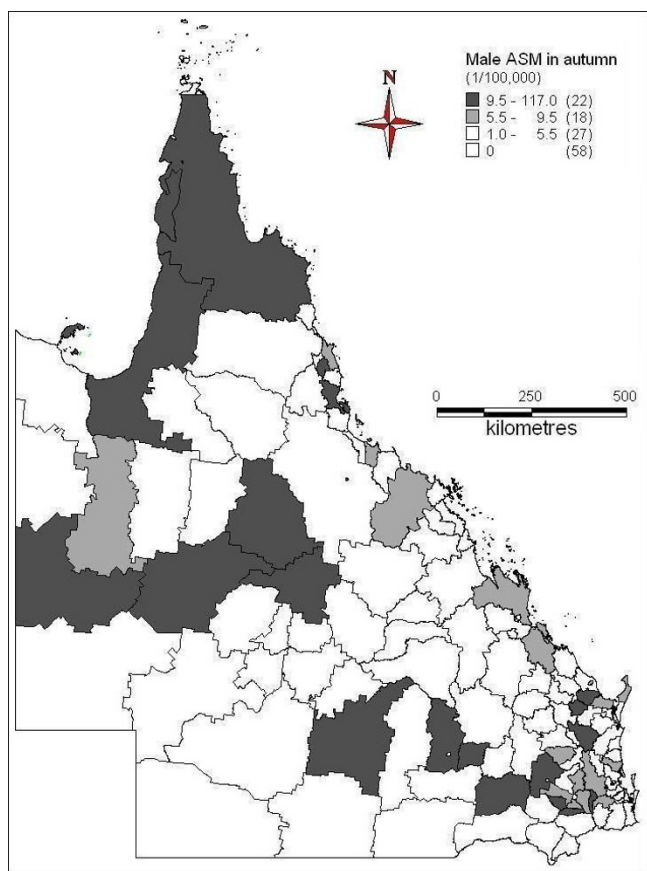 Male ASM in autumn
(1/100,000)
9.5 - 117.0 (22)
5.5 - 9.5 (18)
1.0 - 5.5 (27)
0 (58)
N
0 250 500
kilometres